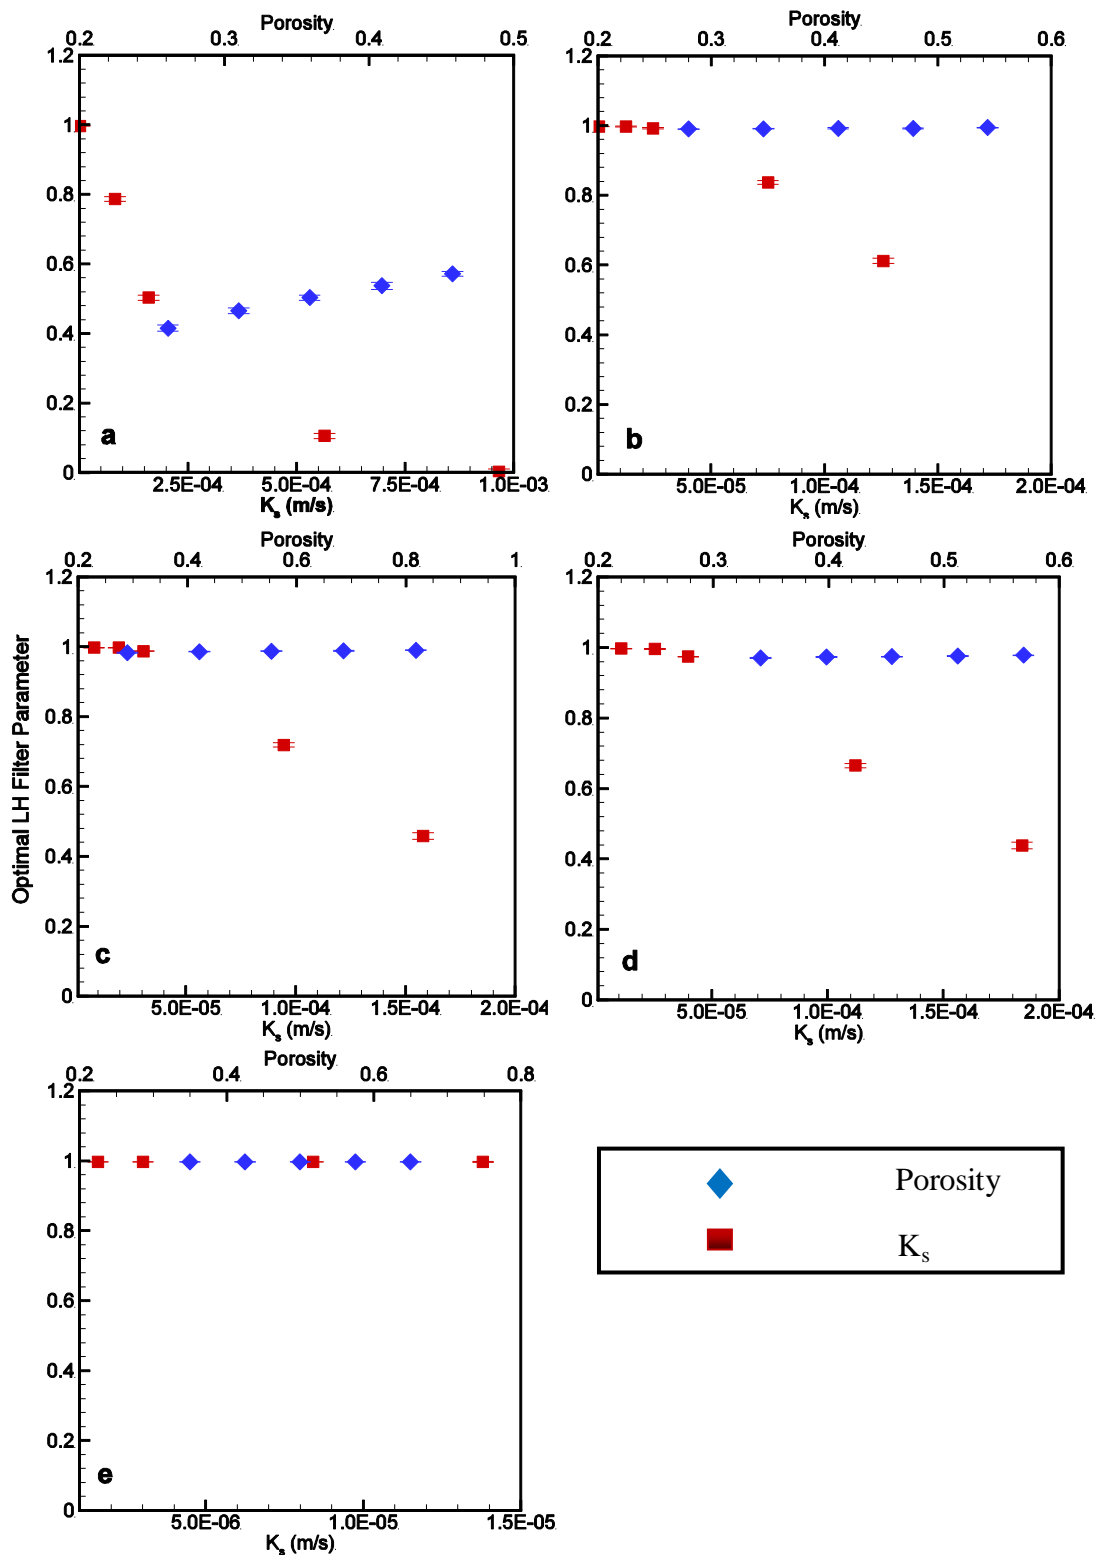 Porosity
0.2 0.3 0.4 0.5
1.2
1
0.8
0.6
0.4
0.2
0
a
2.5E-04 5.0E-04 7.5E-04 1.0E-03
Ks (m/s)
Porosity
0.2 0.3 0.4 0.5 0.6
1.2
1
0.8
0.6
0.4
0.2
0
b
5.0E-05 1.0E-04 1.5E-04 2.0E-04
Ks (m/s)
Optimal LH Filter Parameter
Porosity
0.2 0.4 0.6 0.8 1
1.2
1
0.8
0.6
0.4
0.2
0
c
5.0E-05 1.0E-04 1.5E-04 2.0E-04
Ks (m/s)
Porosity
0.2 0.3 0.4 0.5 0.6
1.2
1
0.8
0.6
0.4
0.2
0
d
5.0E-05 1.0E-04 1.5E-04 2.0E-04
Ks (m/s)
Porosity
0.2 0.4 0.6 0.8
1.2
1
0.8
0.6
0.4
0.2
0
e
5.0E-06 1.0E-05 1.5E-05
Ks (m/s)
Porosity
Ks